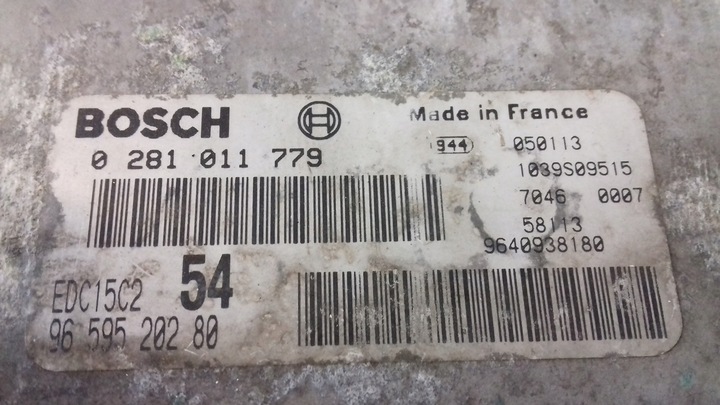 BOSCH
0 281 011 779
EDC15C2 54
96 595 202 80
Made in France
944 050113
1039S09515
7046 0007
58113
9640938180